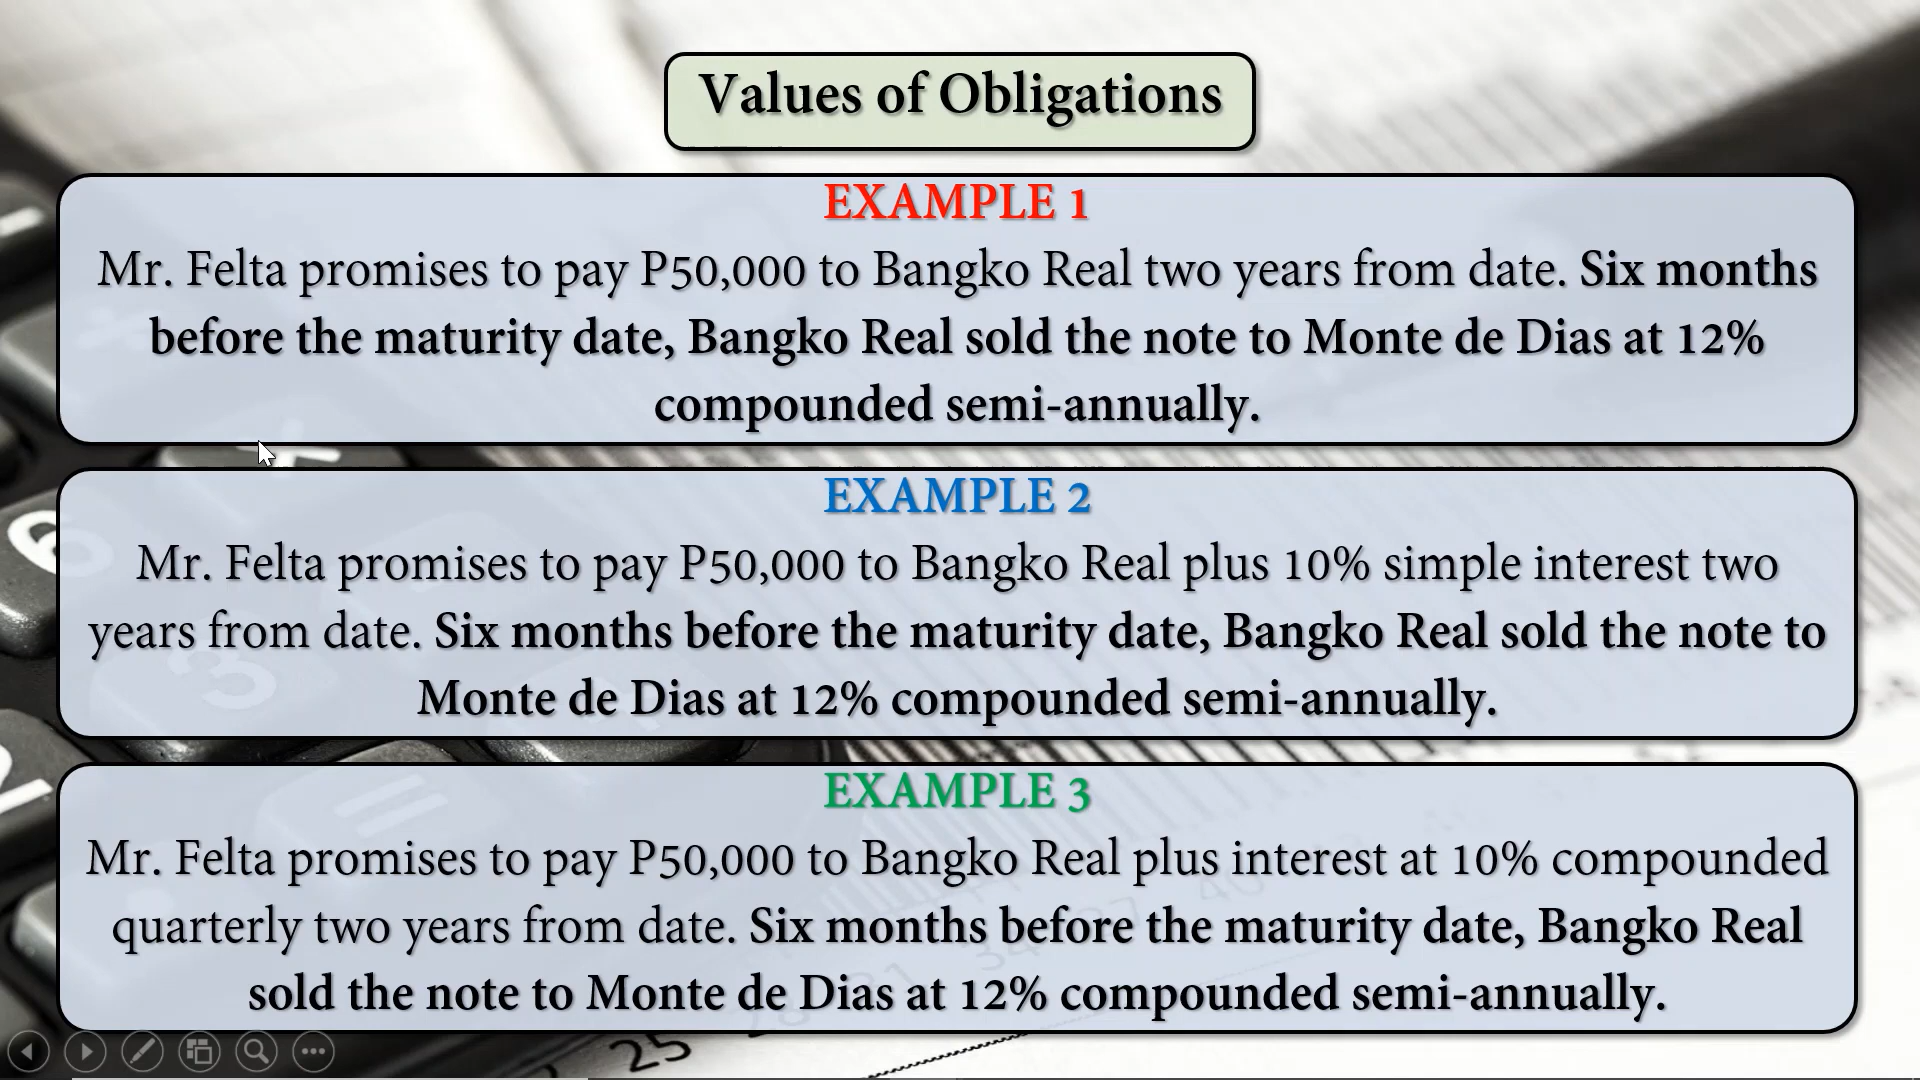 Values of Obligations
EXAMPLE 1
Mr. Felta promises to pay P50,000 to Bangko Real two years from date. Six months
before the maturity date, Bangko Real sold the note to Monte de Dias at 12%
compounded semi-annually.
EXAMPLE 2
Mr. Felta promises to pay P50,000 to Bangko Real plus 10% simple interest two
years from date. Six months before the maturity date, Bangko Real sold the note to
Monte de Dias at 12% compounded semi-annually.
EXAMPLE 3
Mr. Felta promises to pay P50,000 to Bangko Real plus interest at 10% compounded
quarterly two years from date. Six months before the maturity date, Bangko Real
sold the note to Monte de Dias at 12% compounded semi-annually.
6
3
2
25